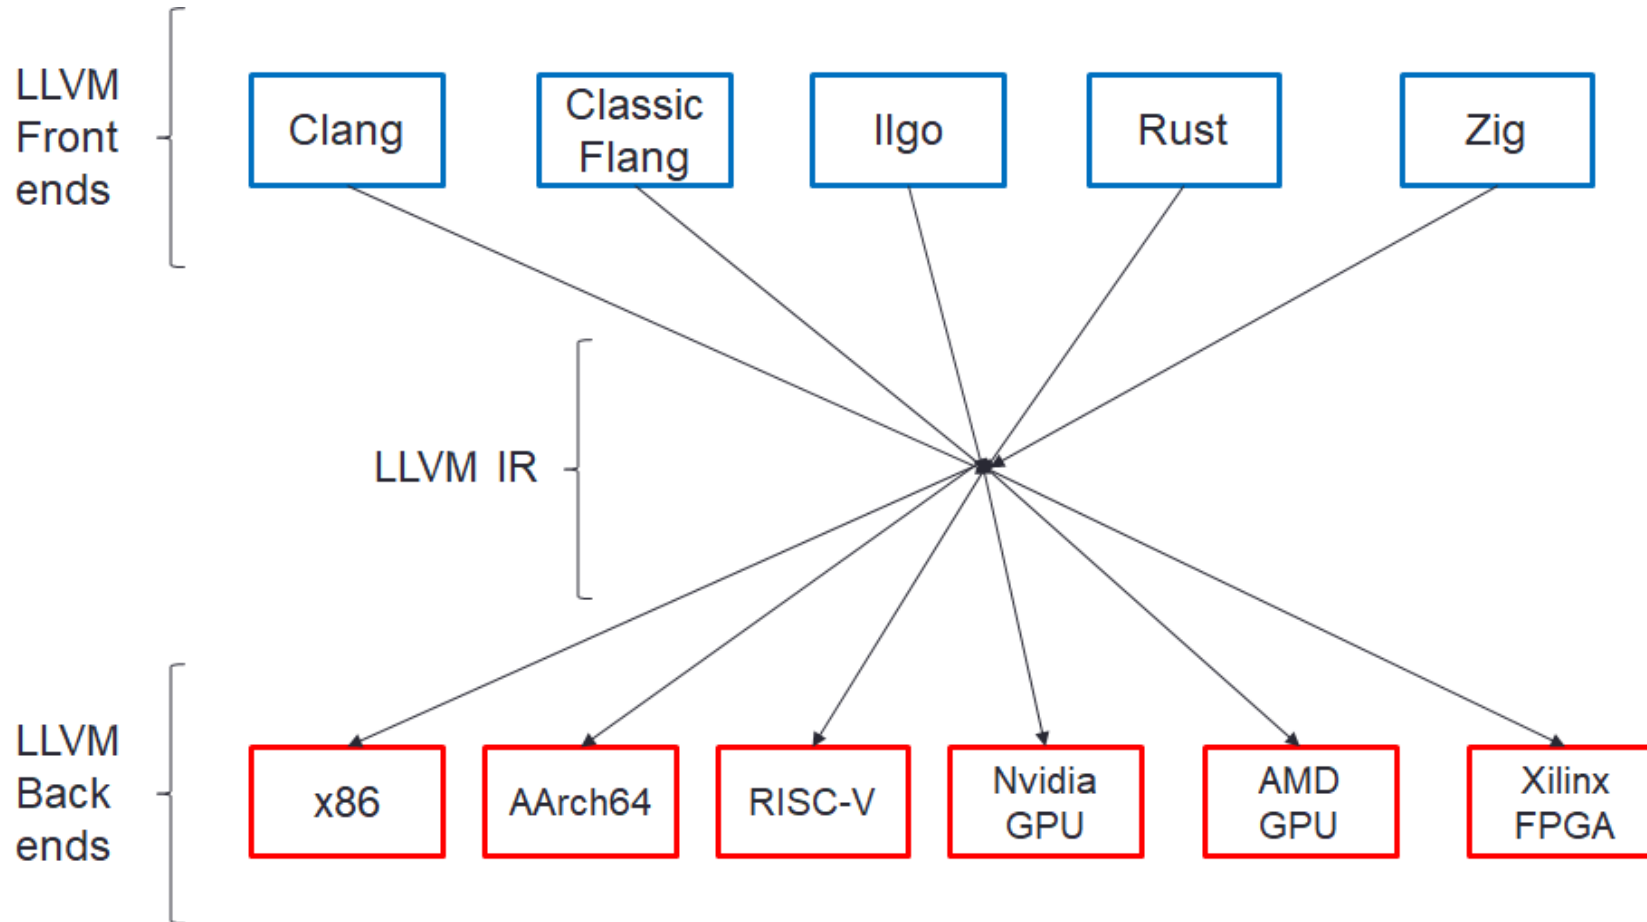 LLVM
Front
ends
Clang
Classic
Flang
llgo
Rust
Zig
LLVM IR
LLVM
Back
ends
x86
AArch64
RISC-V
Nvidia
GPU
AMD
GPU
Xilinx
FPGA